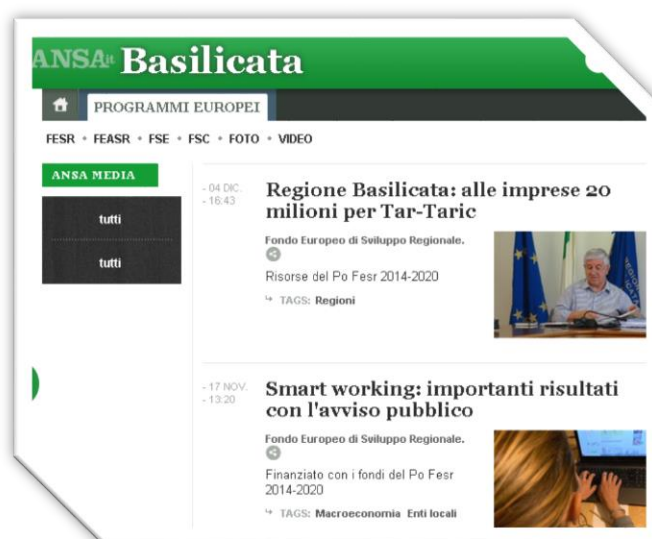 ANSA.it Basilicata
PROGRAMMI EUROPEI
FESR • FEASR • FSE • FSC • FOTO • VIDEO
ANSA MEDIA
tutti
tutti
- 04 DIC.
- 16:43
Regione Basilicata: alle imprese 20
milioni per Tar-Taric
Fondo Europeo di Sviluppo Regionale.
Risorse del Po Fesr 2014-2020
TAGS: Regioni
- 17 NOV.
- 13:20
Smart working: importanti risultati
con l'avviso pubblico
Fondo Europeo di Sviluppo Regionale.
Finanziato con i fondi del Po Fesr
2014-2020
TAGS: Macroeconomia Enti locali